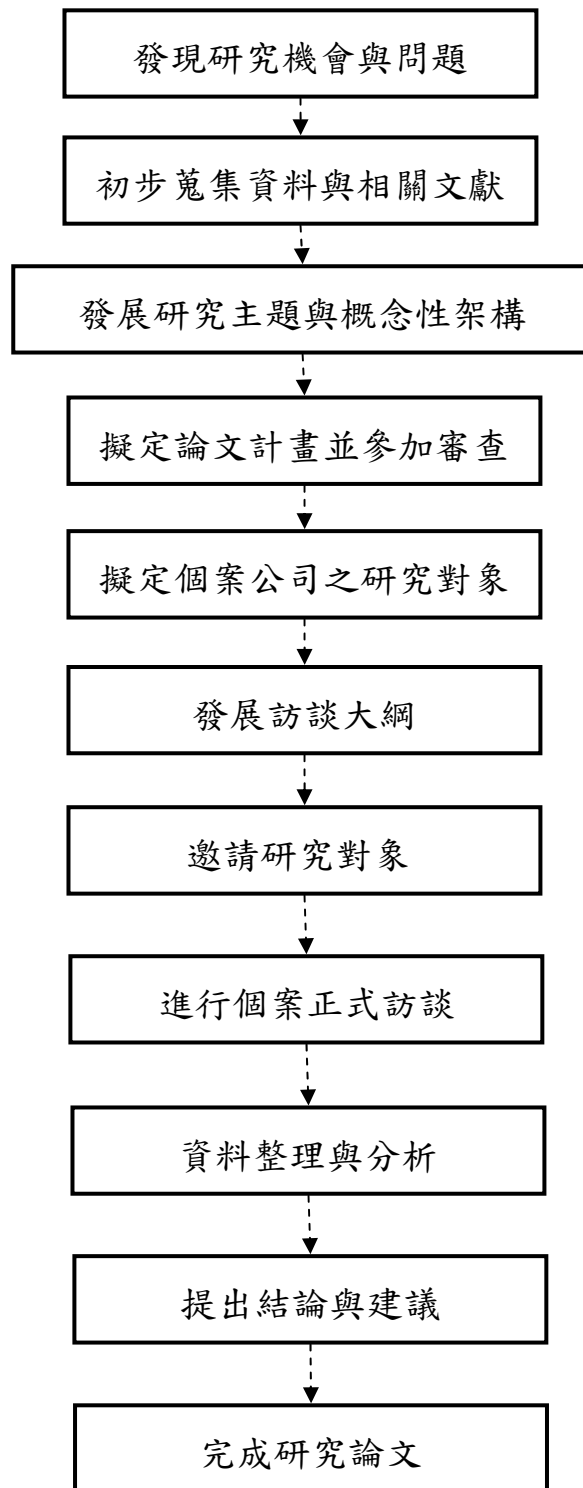 發現研究機會與問題
初步蒐集資料與相關文獻
發展研究主題與概念性架構
擬定論文計畫並參加審查
擬定個案公司之研究對象
發展訪談大綱
邀請研究對象
進行個案正式訪談
資料整理與分析
提出結論與建議
完成研究論文